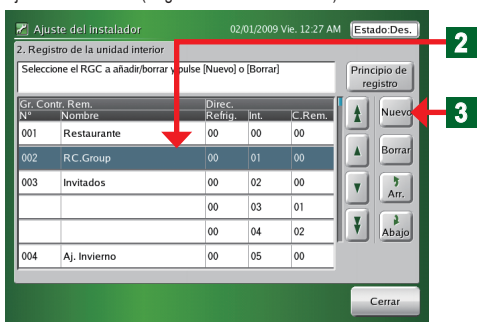 Ajuste del instalador 02/01/2009 Vie. 12:27 AM Estado:Des.
2. Registro de la unidad interior
Seleccione el RGC a añadir/borrar y pulse [Nuevo] o [Borrar]
Principio de
registro
Gr. Contr. Rem. Direc.
N° Nombre Refrig. Int. C.Rem.
001 Restaurante 00 00 00
002 RC.Group 00 01 00
003 Invitados 00 02 00
00 03 01
00 04 02
004 Aj. Invierno 00 05 00
Nuevo
Borrar
Arr.
Abajo
Cerrar
2
3